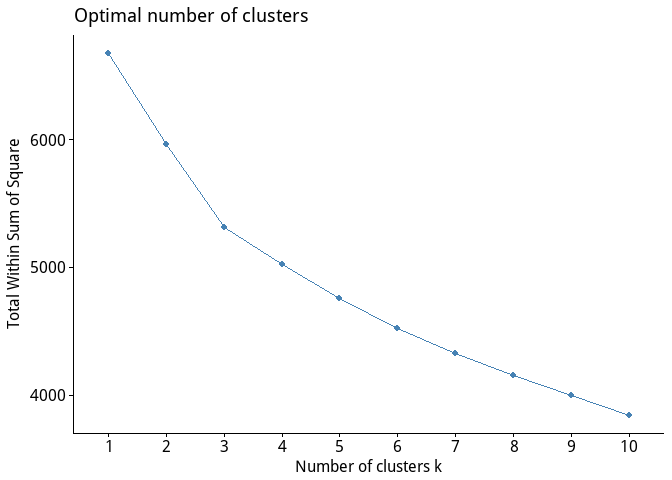 Optimal number of clusters
Total Within Sum of Square
6000
5000
4000
1 2 3 4 5 6 7 8 9 10
Number of clusters k